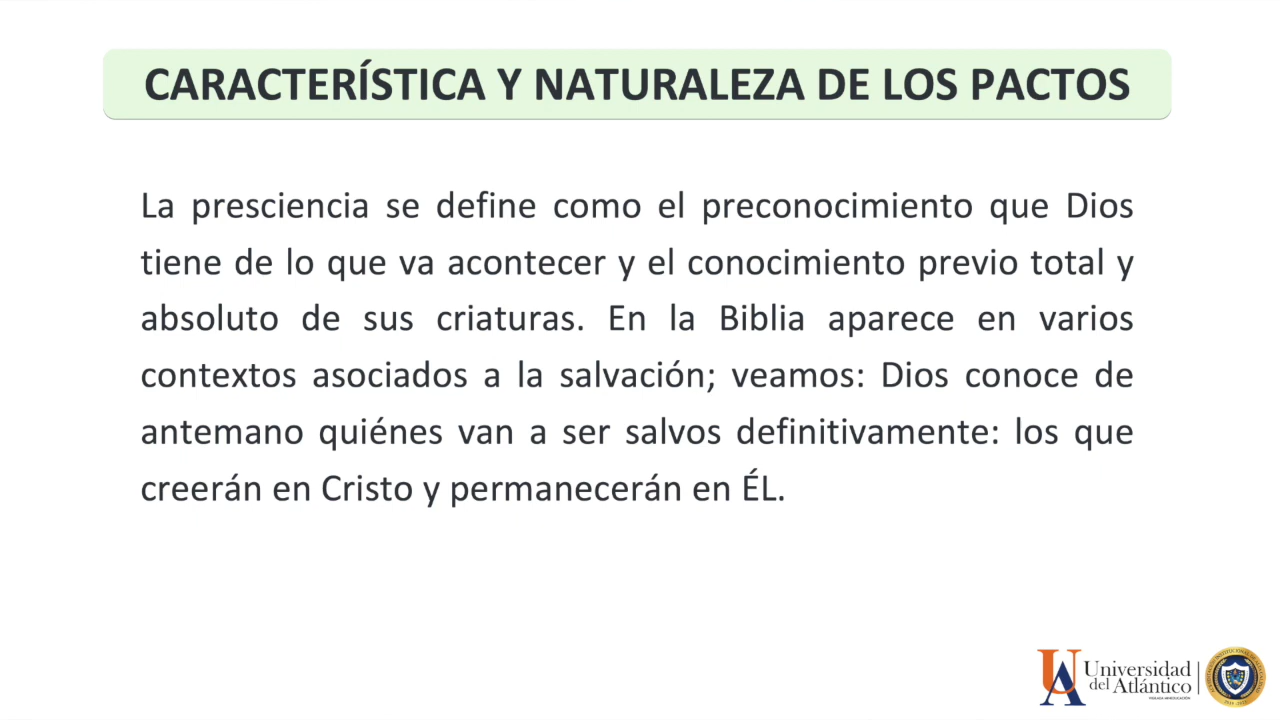 CARACTERÍSTICA Y NATURALEZA DE LOS PACTOS
La presciencia se define como el preconocimiento que Dios
tiene de lo que va acontecer y el conocimiento previo total y
absoluto de sus criaturas. En la Biblia aparece en varios
contextos asociados a la salvación; veamos: Dios conoce de
antemano quiénes van a ser salvos definitivamente: los que
creerán en Cristo y permanecerán en ÉL.
UA
Universidad
del Atlántico